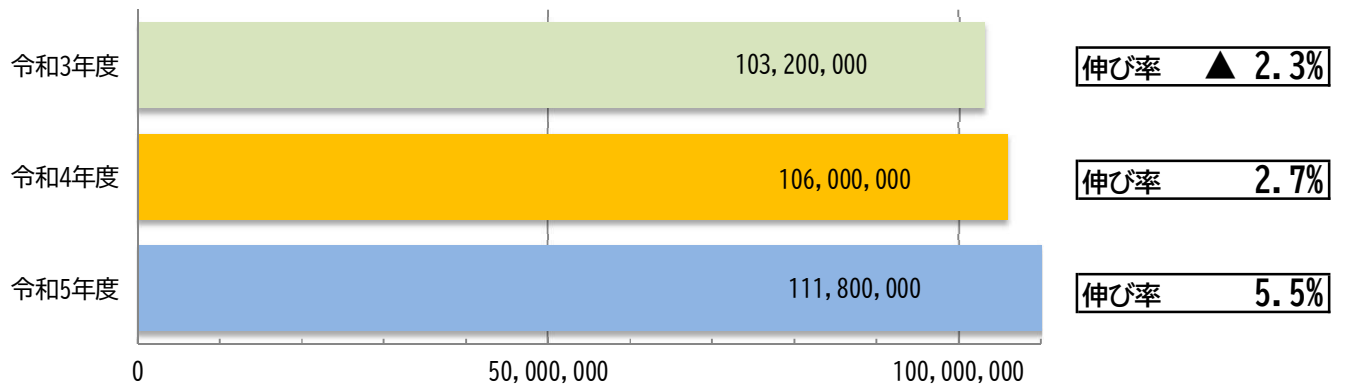 令和3年度 103,200,000 伸び率 ▲ 2.3%
令和4年度 106,000,000 伸び率 2.7%
令和5年度 111,800,000 伸び率 5.5%
0 50,000,000 100,000,000